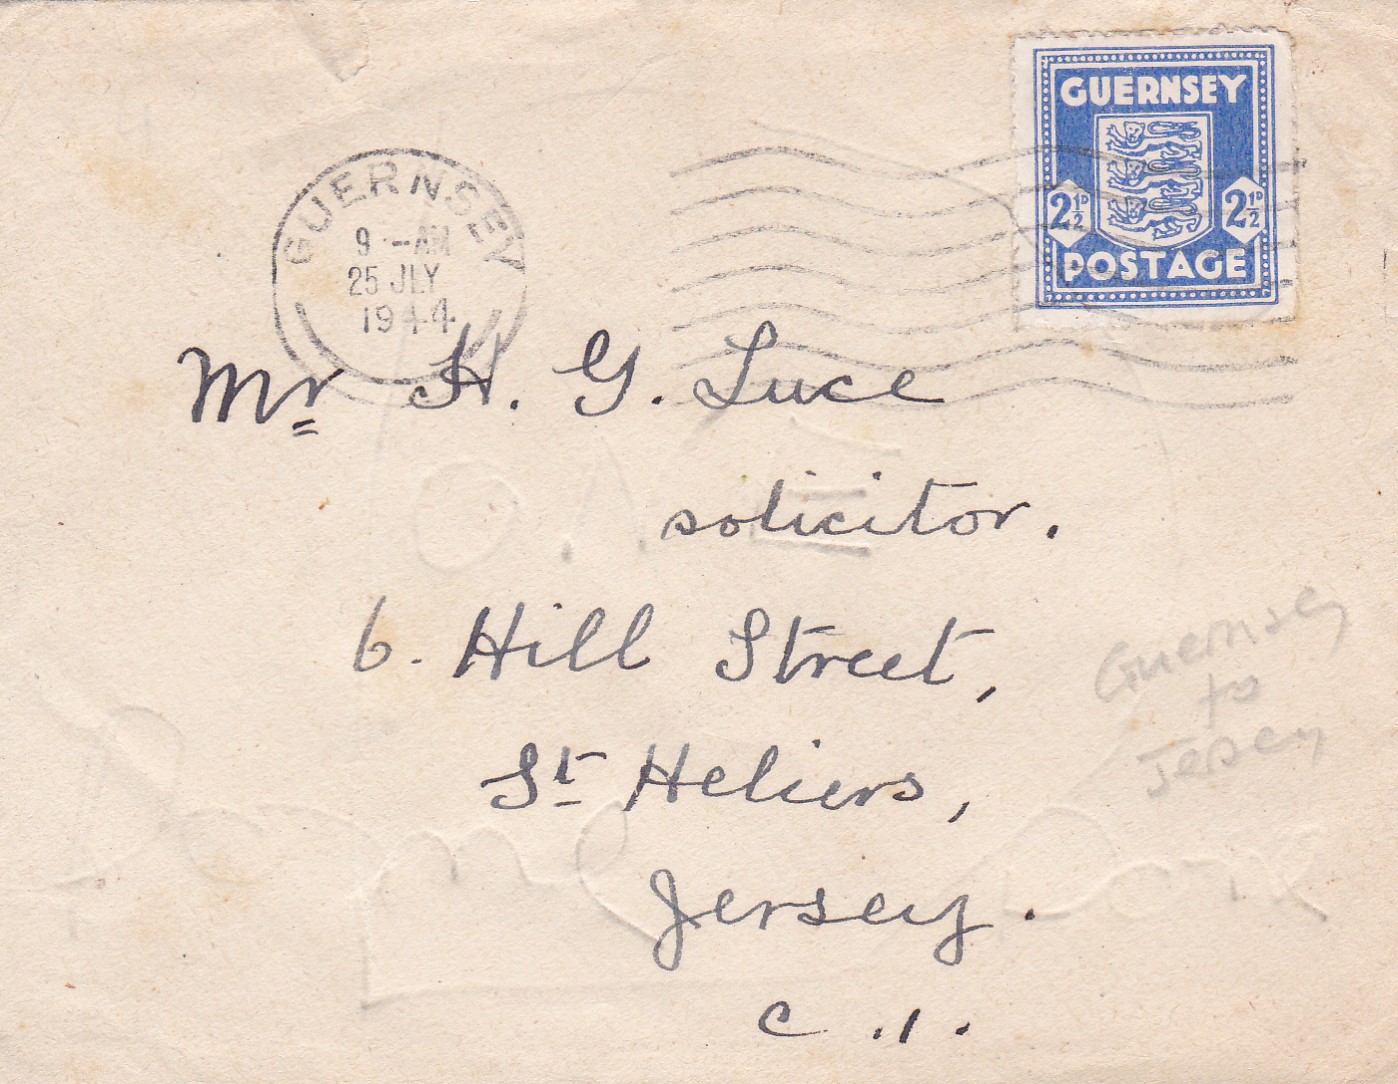 GUERNSEY
2½D 2½D
POSTAGE
GUERNSEY
9 -AM
25 JLY
1944
Mr H. G. Luce
solicitor.
6. Hill Street,
St Heliers,
Jersey.
C.I.
Guernsey
to
Jersey